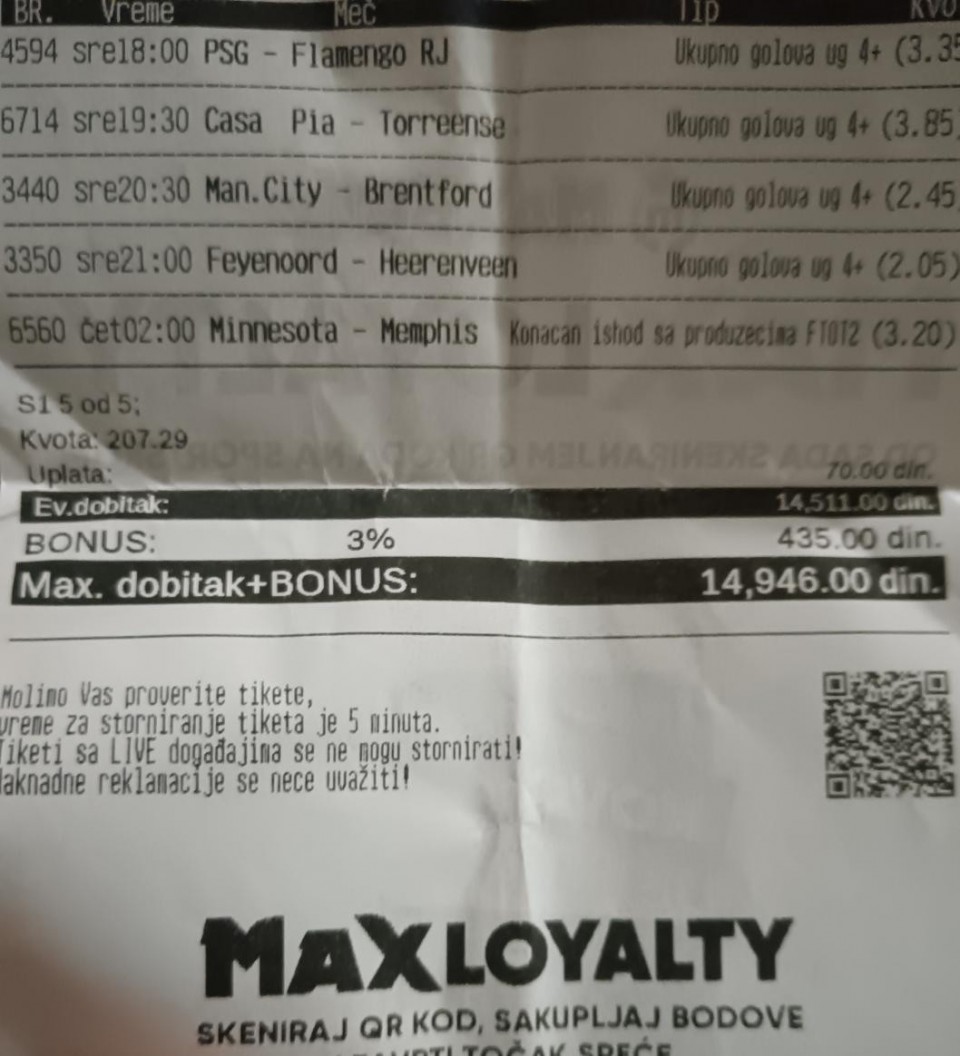 BR. Vreme Meč Tip KVO
4594 sre18:00 PSG - Flamengo RJ Ukupno golova ug 4+ (3.35
6714 sre19:30 Casa Pia - Torreense Ukupno golova ug 4+ (3.85)
3440 sre20:30 Man.City - Brentford Ukupno golova ug 4+ (2.45
3350 sre21:00 Feyenoord - Heerenveen Ukupno golova ug 4+ (2.05)
6560 čet02:00 Minnesota - Memphis Konacan ishod sa produzecima FTOT2 (3.20)
S1 5 od 5;
Kvota: 207.29
Uplata: 70.00 din.
Ev.dobitak: 14,511.00 din.
BONUS: 3% 435.00 din.
Max. dobitak+BONUS: 14,946.00 din.
Molimo Vas proverite tikete,
vreme za storniranje tiketa je 5 minuta.
Tiketi sa LIVE događajima se ne mogu stornirati!
Naknadne reklamacije se nece uvažiti!
MAXLOYALTY
SKENIRAJ QR KOD, SAKUPLJAJ BODOVE
TOČAK SREĆE